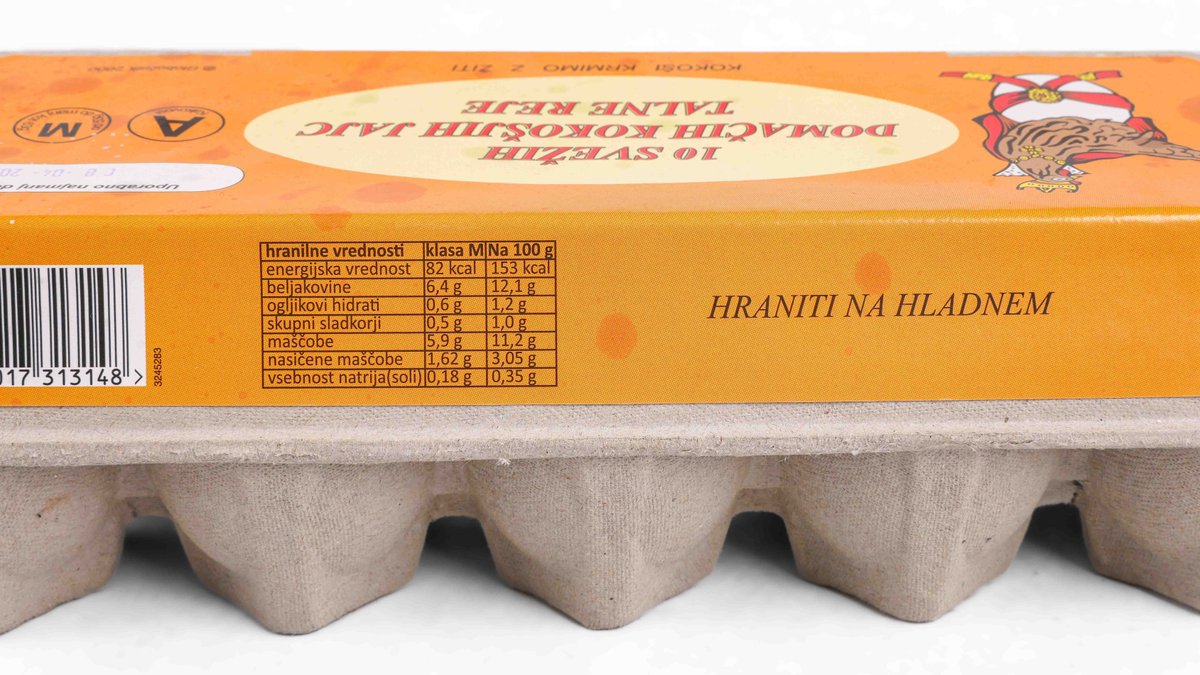 10 SVEŽIH
DOMAČIH KOKOŠJIH JAJC
TALNE REJE
KOKOŠI KRMIMO Z ŽITI
A
M
Uporabno najmanj
hranilne vrednosti klasa M Na 100 g
energijska vrednost 82 kcal 153 kcal
beljakovine 6,4 g 12,1 g
ogljikovi hidrati 0,6 g 1,2 g
skupni sladkorji 0,5 g 1,0 g
maščobe 5,9 g 11,2 g
nasičene maščobe 1,62 g 3,05 g
vsebnost natrija(soli) 0,18 g 0,35 g
HRANITI NA HLADNEM
017 313148 >
3245283